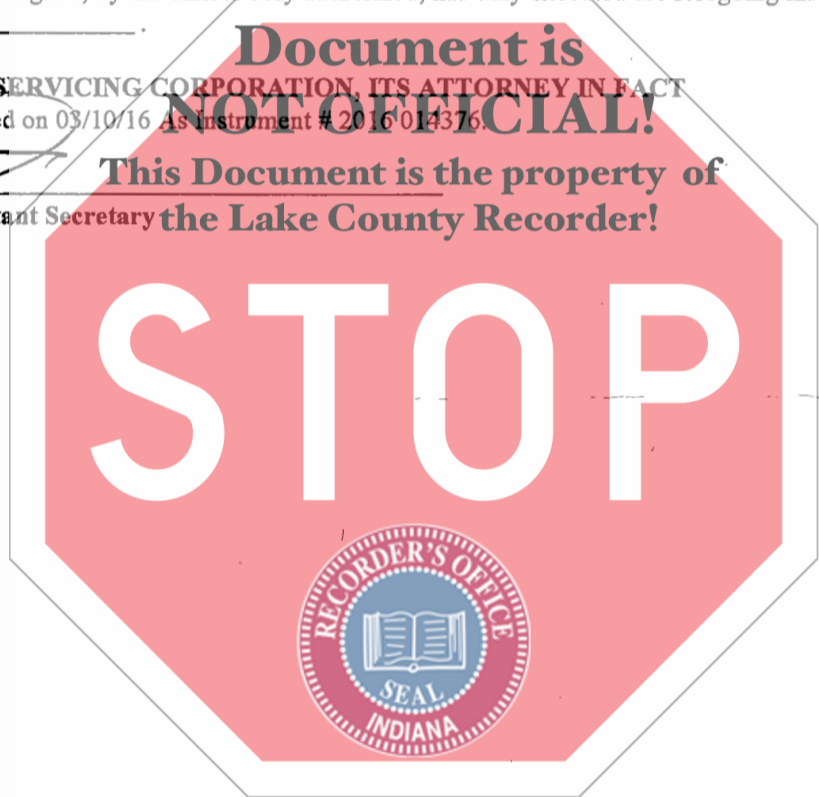 Document is
SERVICING CORPORATION, ITS ATTORNEY IN FACT
NOT OFFICIAL!
d on 03/10/16 As Instrument # 2016 014376.
This Document is the property of
ant Secretary
the Lake County Recorder!
STOP
RECORDER'S OFFICE
SEAL
INDIANA